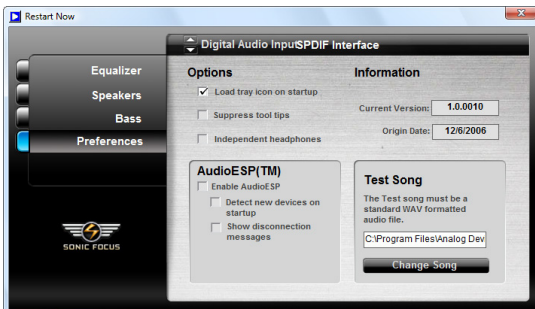 Restart Now
Digital Audio InputSPDIF Interface
Equalizer
Speakers
Bass
Preferences
SONIC FOCUS
Options
Load tray icon on startup
Suppress tool tips
Independent headphones
Information
Current Version: 1.0.0010
Origin Date: 12/6/2006
AudioESP(TM)
Enable AudioESP
Detect new devices on
startup
Show disconnection
messages
Test Song
The Test song must be a
standard WAV formatted
audio file.
C:\Program Files\Analog Dev
Change Song